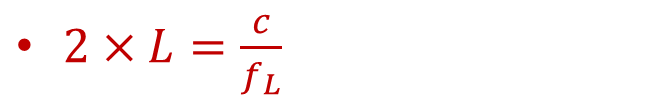 • 2 × L = c / f_L